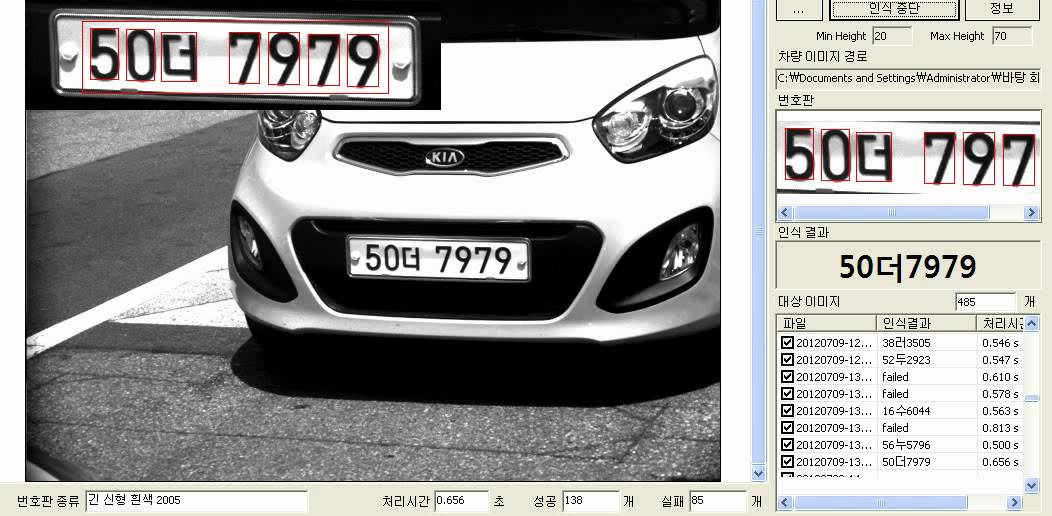 50더 7979
KIA
50더 7979
... 인식 중단 정보
Min Height 20 Max Height 70
차량 이미지 경로
C:₩Documents and Settings₩Administrator₩바탕 화
번호판
50더 797
인식 결과
50더7979
대상 이미지 485 개
파일 인식결과 처리시간
20120709-12... 38러3505 0.546 s
20120709-12... 52두2923 0.547 s
20120709-13... failed 0.610 s
20120709-13... failed 0.578 s
20120709-13... 16수6044 0.563 s
20120709-13... failed 0.813 s
20120709-13... 56누5796 0.500 s
20120709-13... 50더7979 0.656 s
번호판 종류 긴 신형 흰색 2005 처리시간 0.656 초 성공 138 개 실패 85 개